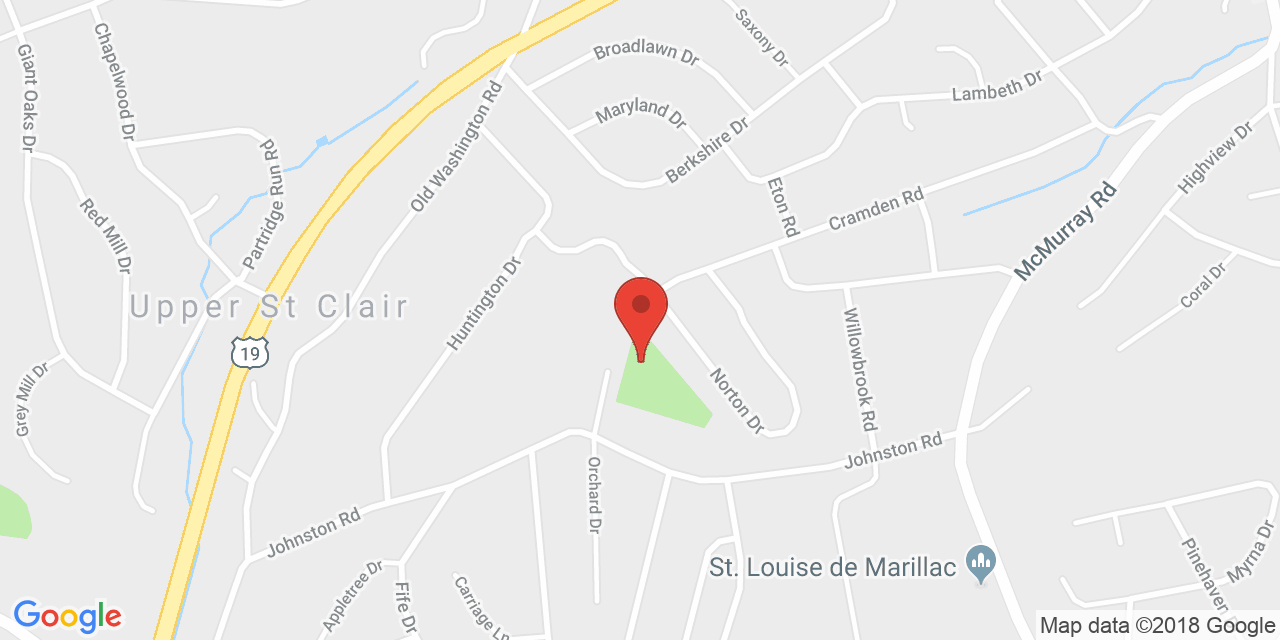 Saxony Dr
Broadlawn Dr
Giant Oaks Dr
Chapelwood Dr
Lambeth Dr
Maryland Dr
Old Washington Rd
Berkshire Dr
Highview Dr
Partridge Run Rd
Eton Rd
Cramden Rd
McMurray Rd
Red Mill Dr
Coral Dr
Huntington Dr
Upper St Clair
19
Willowbrook Rd
Grey Mill Dr
Norton Dr
Johnston Rd
Orchard Dr
Johnston Rd
St. Louise de Marillac
Pinehaven
Myrna Dr
Appletree Dr
Fife Dr
Carriage Ln
Google
Map data ©2018 Google